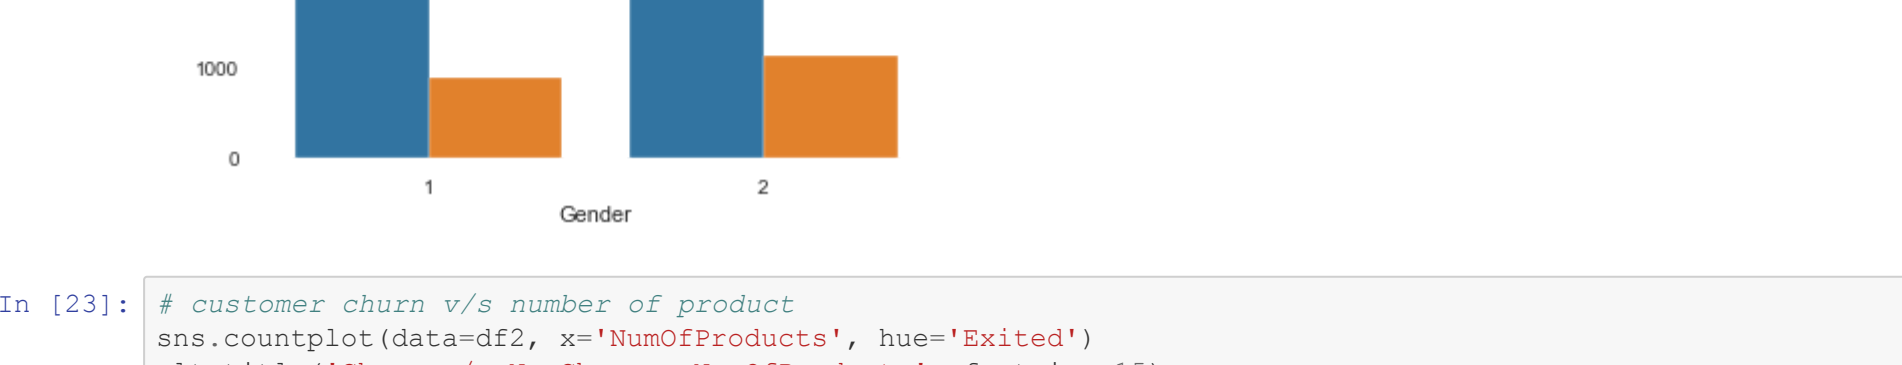 1000
0
1 2
Gender
In [23]: # customer churn v/s number of product
sns.countplot(data=df2, x='NumOfProducts', hue='Exited')